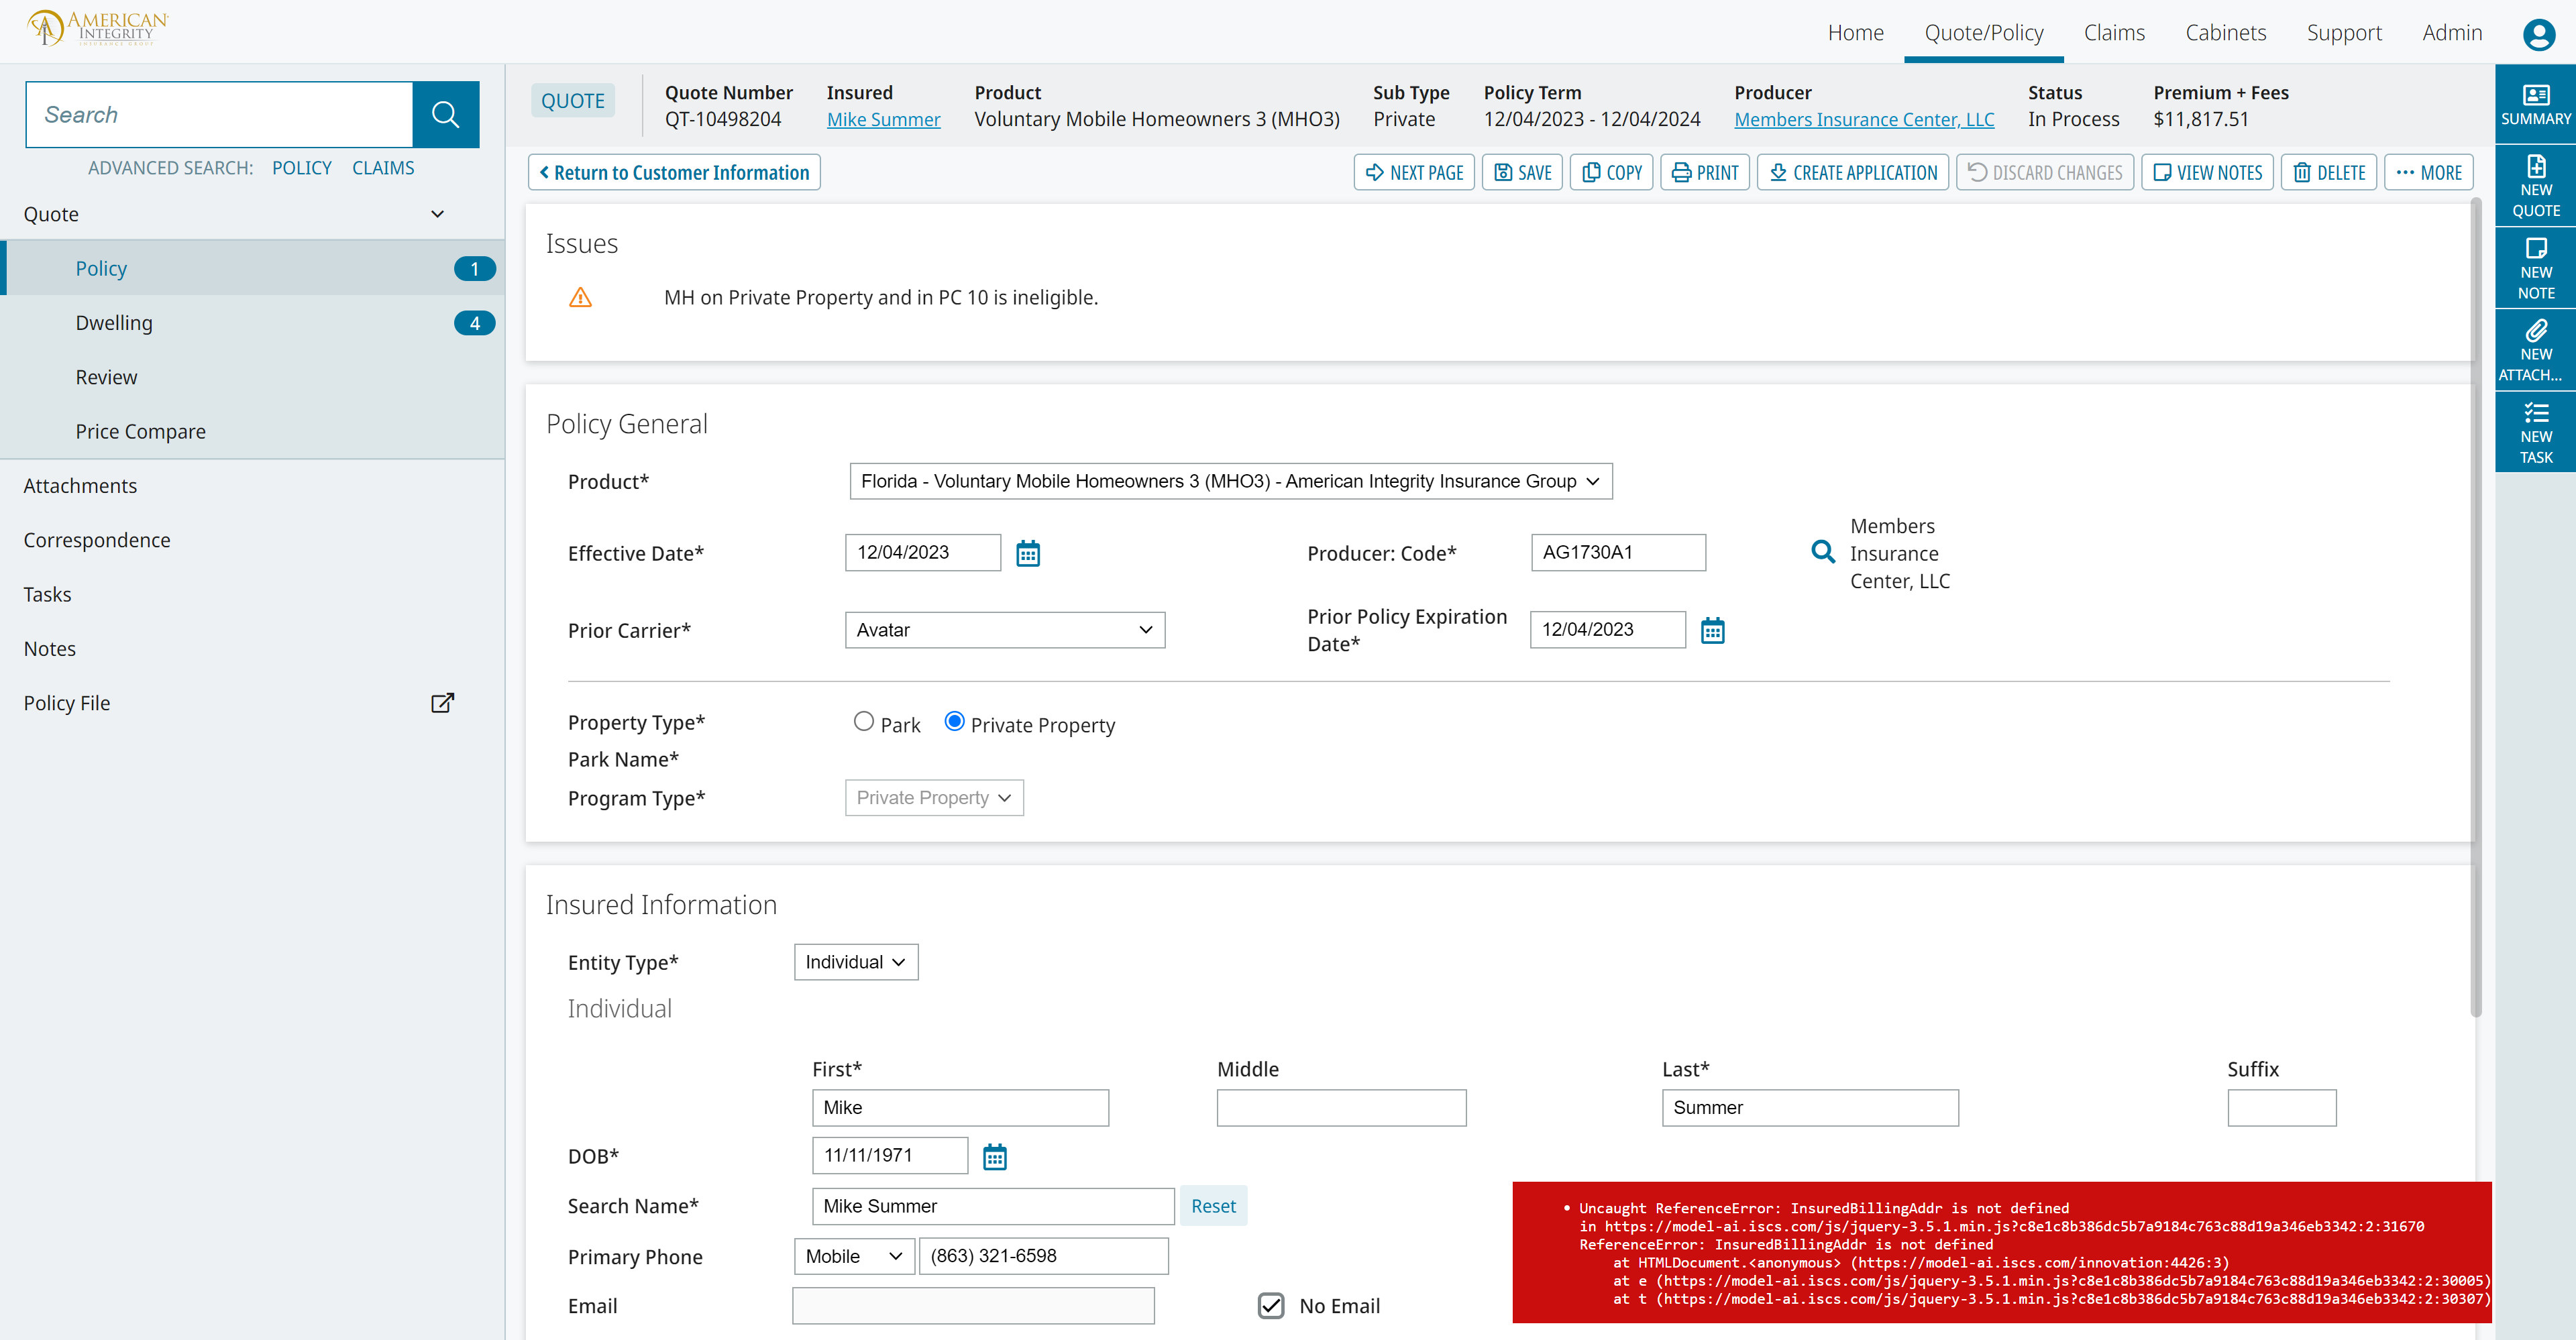 AMERICAN
INTEGRITY
INSURANCE GROUP
Home
Quote/Policy
Claims
Cabinets
Support
Admin
Search
ADVANCED SEARCH: POLICY CLAIMS
Quote
Policy 1
Dwelling 4
Review
Price Compare
Attachments
Correspondence
Tasks
Notes
Policy File
QUOTE
Quote Number
QT-10498204
Insured
Mike Summer
Product
Voluntary Mobile Homeowners 3 (MHO3)
Sub Type
Private
Policy Term
12/04/2023 - 12/04/2024
Producer
Members Insurance Center, LLC
Status
In Process
Premium + Fees
$11,817.51
Return to Customer Information
NEXT PAGE
SAVE
COPY
PRINT
CREATE APPLICATION
DISCARD CHANGES
VIEW NOTES
DELETE
MORE
SUMMARY
NEW
QUOTE
NEW
NOTE
NEW
ATTACH...
NEW
TASK
Issues
MH on Private Property and in PC 10 is ineligible.
Policy General
Product* Florida - Voluntary Mobile Homeowners 3 (MHO3) - American Integrity Insurance Group
Effective Date* 12/04/2023
Producer: Code* AG1730A1
Members
Insurance
Center, LLC
Prior Carrier* Avatar
Prior Policy Expiration
Date*
12/04/2023
Property Type* Park Private Property
Park Name*
Program Type* Private Property
Insured Information
Entity Type* Individual
Individual
First* Middle Last* Suffix
Mike Summer
DOB* 11/11/1971
Search Name* Mike Summer Reset
Primary Phone Mobile (863) 321-6598
Email No Email
• Uncaught ReferenceError: InsuredBillingAddr is not defined
in https://model-ai.iscs.com/js/jquery-3.5.1.min.js?c8e1c8b386dc5b7a9184c763c88d19a346eb3342:2:31670
ReferenceError: InsuredBillingAddr is not defined
at HTMLDocument.<anonymous> (https://model-ai.iscs.com/innovation:4426:3)
at e (https://model-ai.iscs.com/js/jquery-3.5.1.min.js?c8e1c8b386dc5b7a9184c763c88d19a346eb3342:2:30005)
at t (https://model-ai.iscs.com/js/jquery-3.5.1.min.js?c8e1c8b386dc5b7a9184c763c88d19a346eb3342:2:30307)